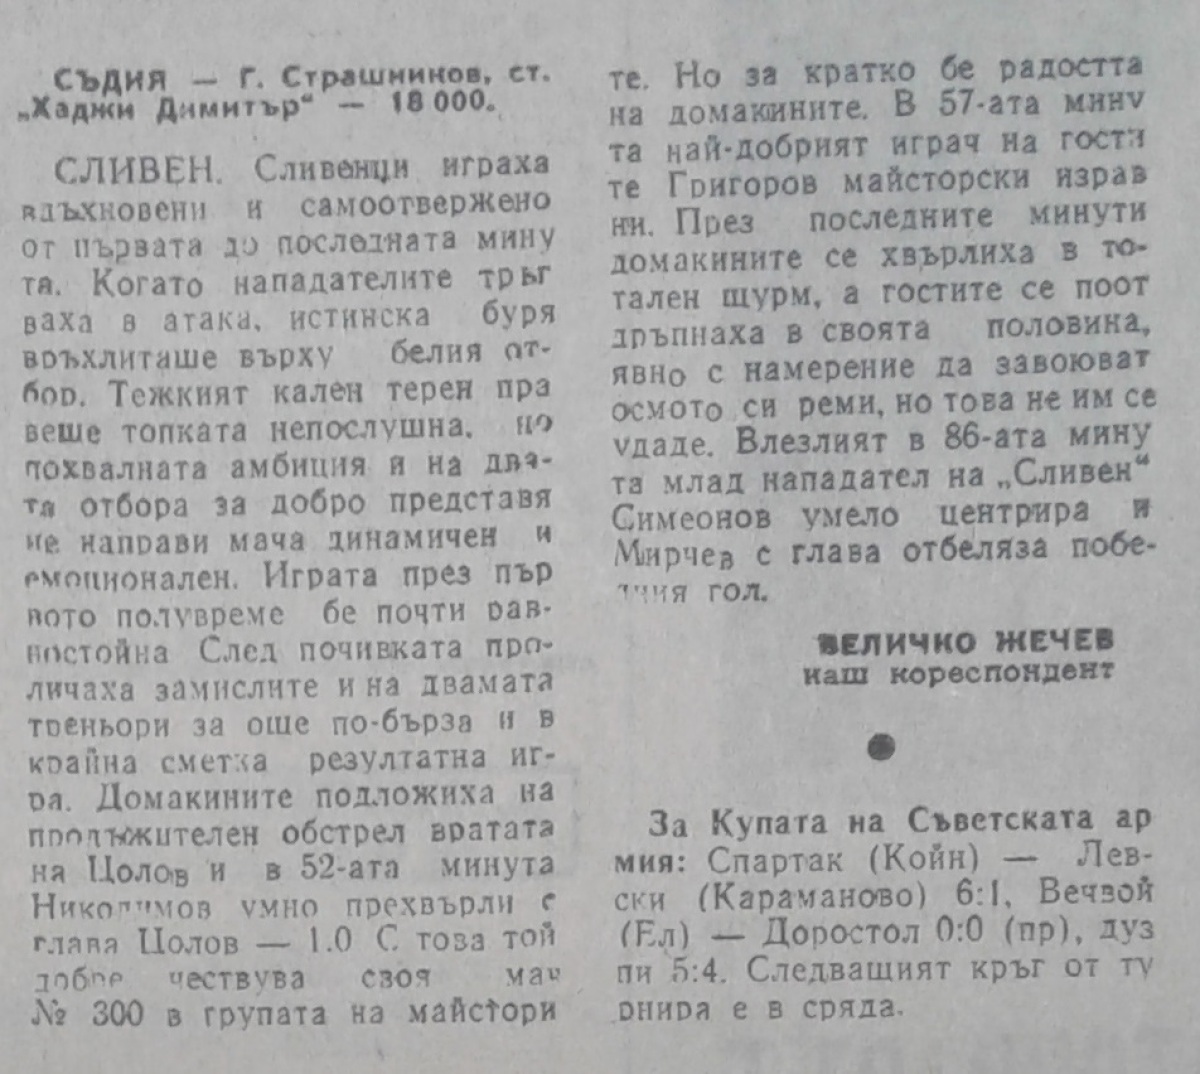 СЪДИЯ — Г. Страшников, ст.
„Хаджи Димитър“ — 18 000.
СЛИВЕН. Сливенци играха
вдъхновени и самоотвержено
от първата до последната мину
та. Когато нападателите тръг
ваха в атака, истинска буря
връхлиташе върху белия от-
бор. Тежкият кален терен пра
веше топката непослушна, но
похвалната амбиция и на два-
та отбора за добро представя
не направи мача динамичен и
емоционален. Играта през пър
вото полувреме бе почти рав-
ностойна След почивката про-
личаха замислите и на двамата
треньори за още по-бърза и в
крайна сметка резултатна иг-
ра. Домакините подложиха на
продължителен обстрел вратата
на Цолов и в 52-ата минута
Николимов умно прехвърли с
глава Цолов — 1.0 С това той
добре чествува своя мач
№ 300 в групата на майстори
те. Но за кратко бе радостта
на домакините. В 57-ата мину
та най-добрият играч на гости
те Григоров майсторски израв
ни. През последните минути
домакините се хвърлиха в то-
тален щурм, а гостите се поот
дръпнаха в своята половина,
явно с намерение да завоюват
осмото си реми, но това не им се
удаде. Влезлият в 86-ата мину
та млад нападател на „Сливен“
Симеонов умело центрира и
Мирчев с глава отбеляза побе-
дния гол.
ВЕЛИЧКО ЖЕЧЕВ
наш кореспондент
За Купата на Съветската ар
мия: Спартак (Койн) — Лев-
ски (Караманово) 6:1, Вечвой
(Ел) — Доростол 0:0 (пр), дуз
пи 5:4. Следващият кръг от ту
рнира е в сряда.